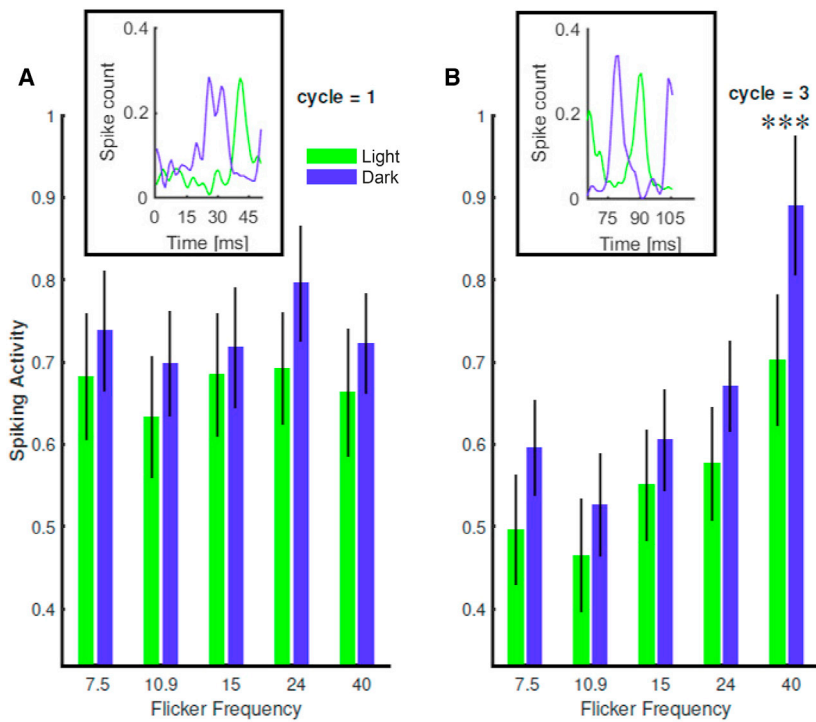 A
0.4
0.2
0
Spike count
0 15 30 45
Time [ms]
cycle = 1
Light
Dark
1
0.9
0.8
0.7
0.6
0.5
0.4
Spiking Activity
7.5 10.9 15 24 40
Flicker Frequency
B
0.4
0.2
0
Spike count
75 90 105
Time [ms]
cycle = 3
***
1
0.9
0.8
0.7
0.6
0.5
0.4
7.5 10.9 15 24 40
Flicker Frequency